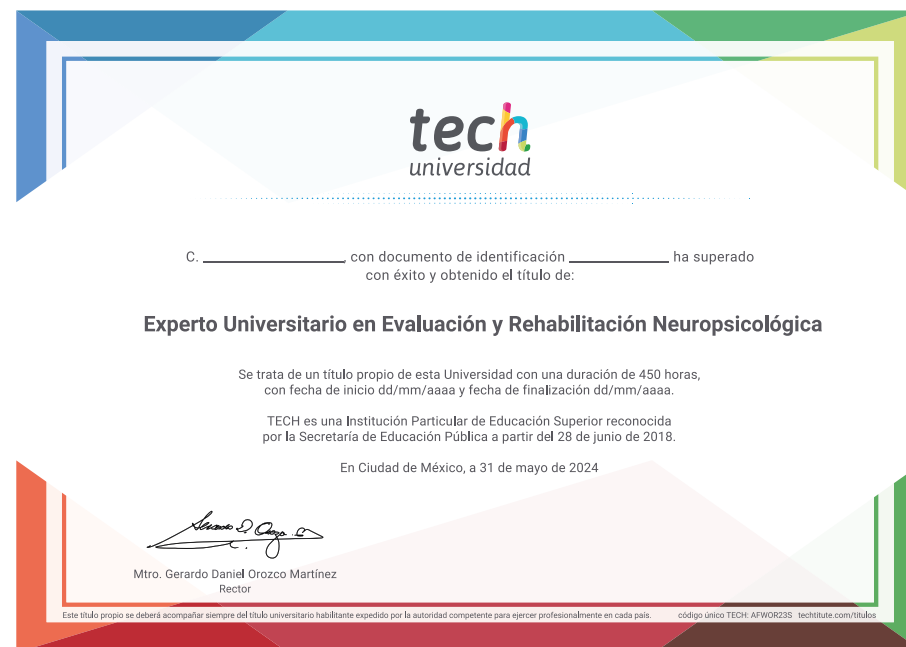 tech
universidad
C. ____________________, con documento de identificación ______________ ha superado
con éxito y obtenido el título de:
Experto Universitario en Evaluación y Rehabilitación Neuropsicológica
Se trata de un título propio de esta Universidad con una duración de 450 horas,
con fecha de inicio dd/mm/aaaa y fecha de finalización dd/mm/aaaa.
TECH es una Institución Particular de Educación Superior reconocida
por la Secretaría de Educación Pública a partir del 28 de junio de 2018.
En Ciudad de México, a 31 de mayo de 2024
Mtro. Gerardo Daniel Orozco Martínez
Rector
Este título propio se deberá acompañar siempre del título universitario habilitante expedido por la autoridad competente para ejercer profesionalmente en cada país. código único TECH: AFWOR23S techtitute.com/titulos